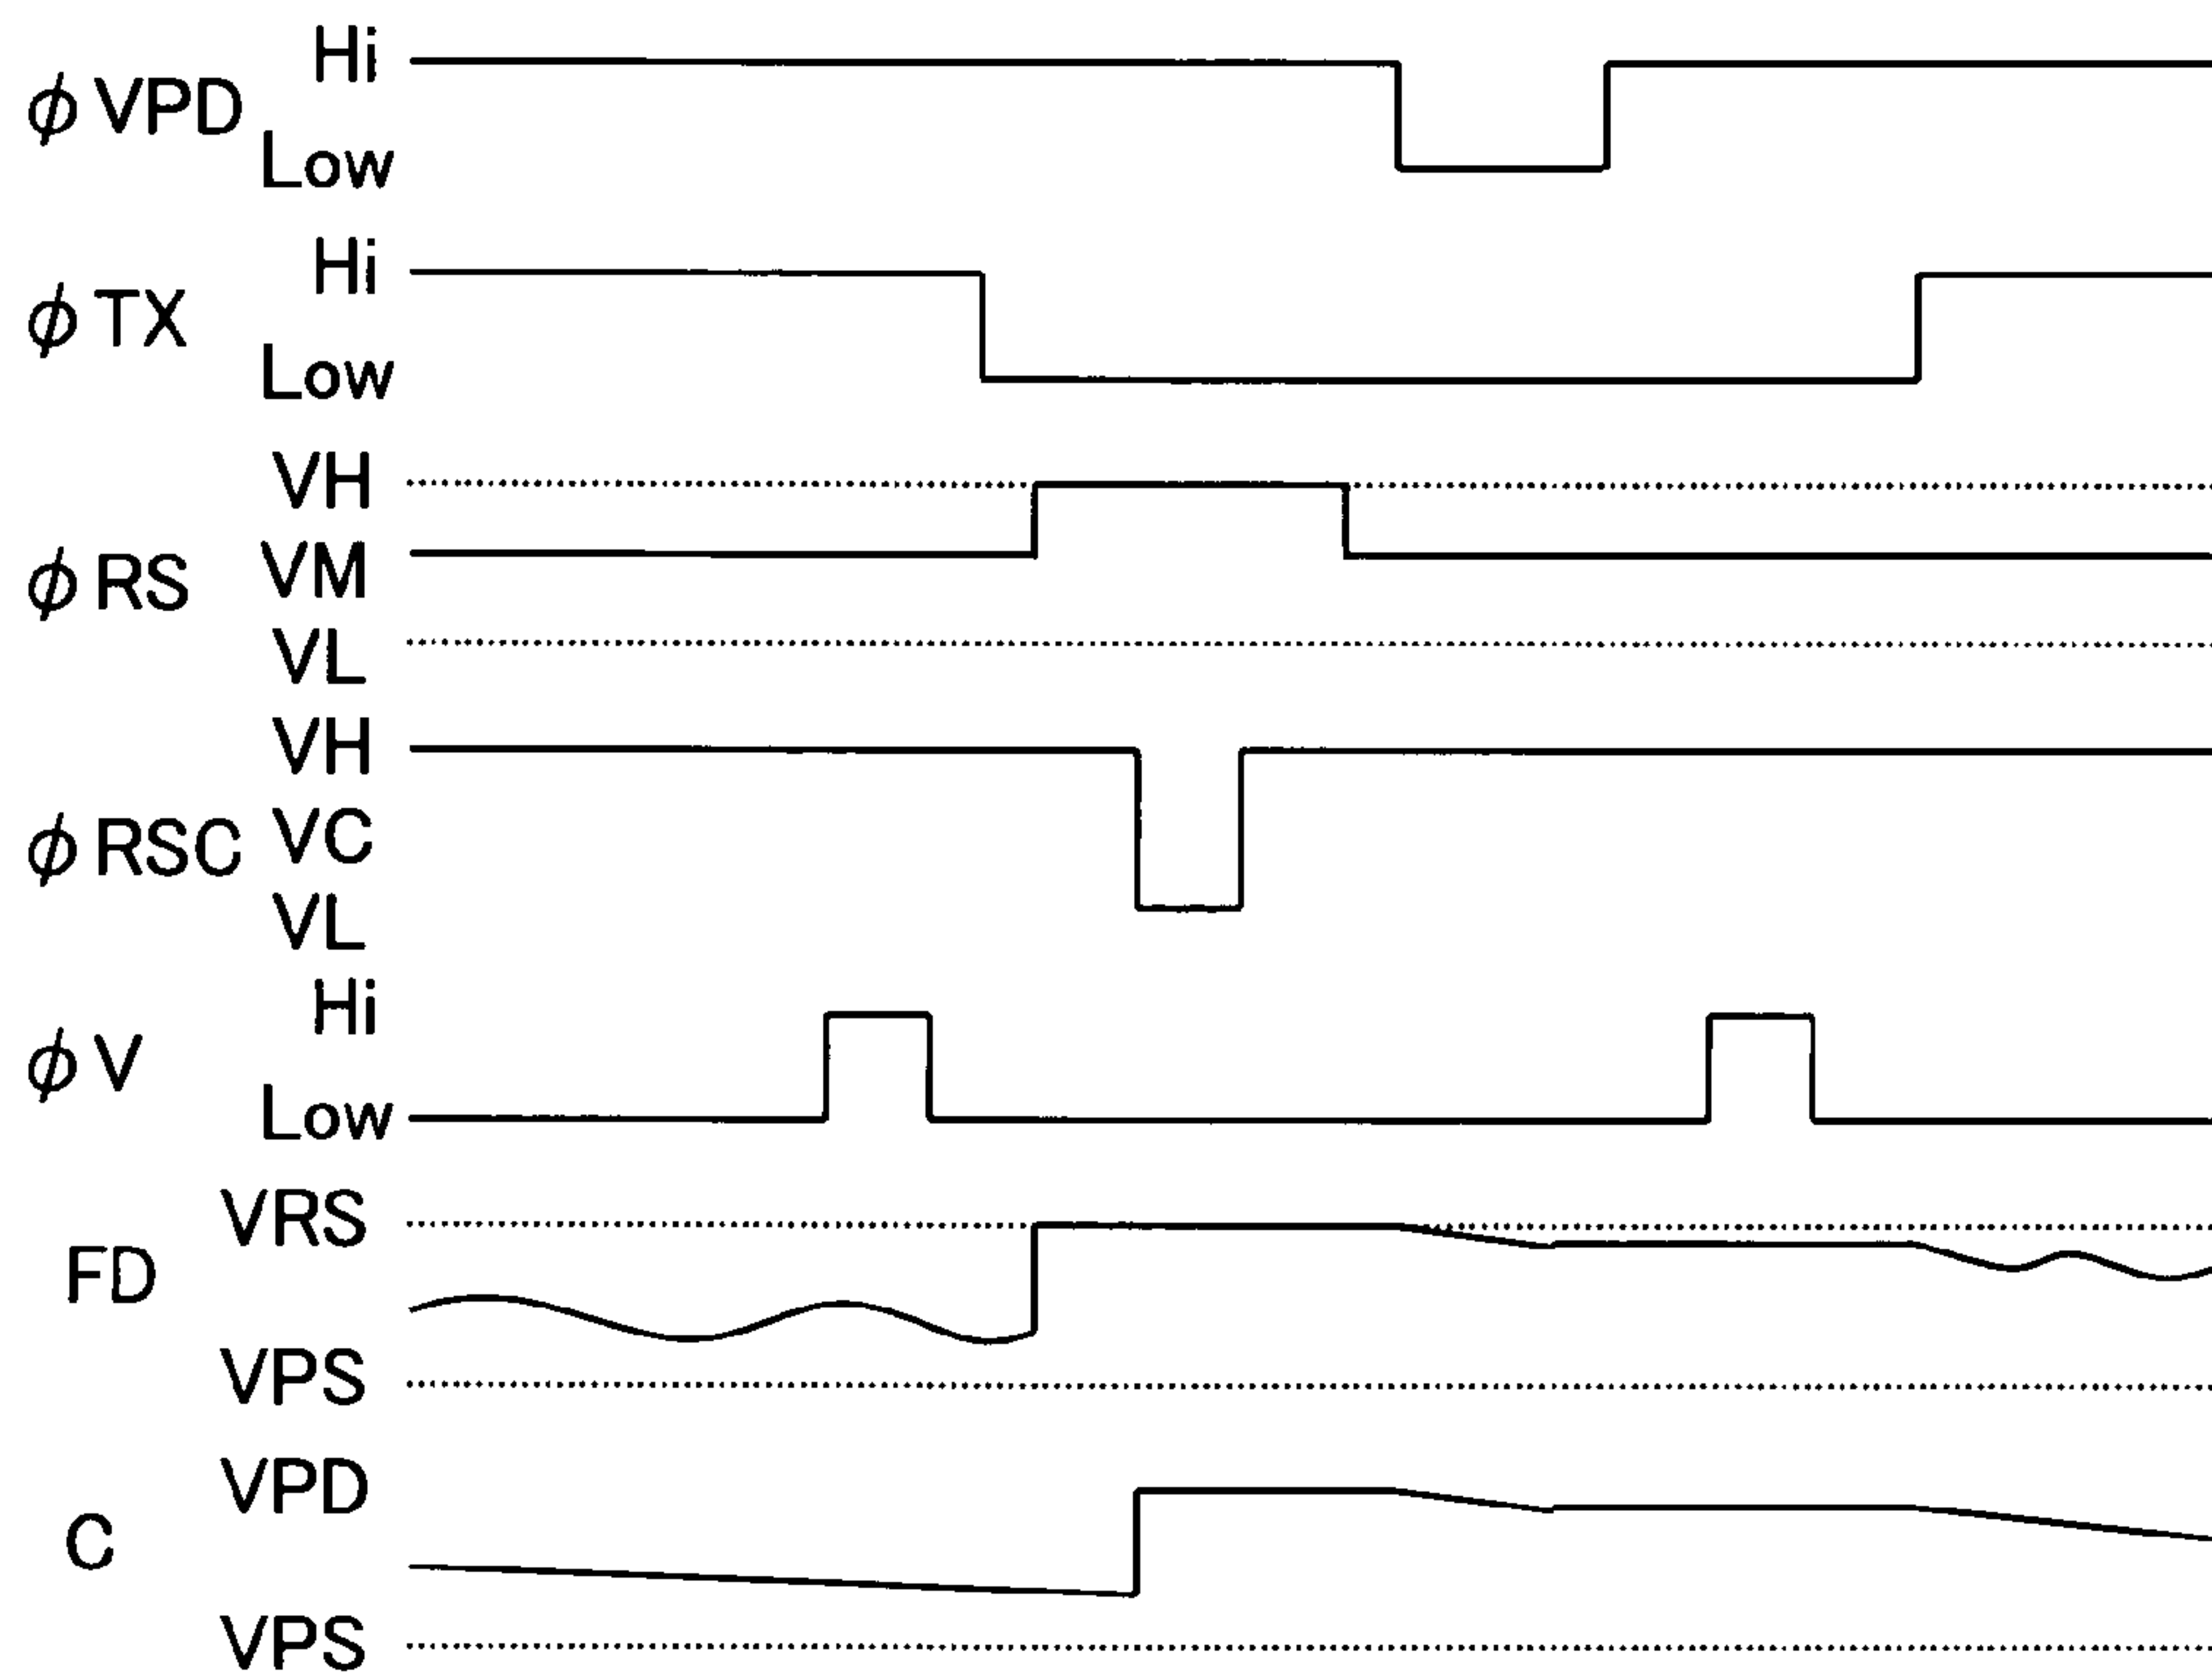 Hi
φVPD
Low
Hi
φTX
Low
VH
φRS VM
VL
VH
φRSC VC
VL
Hi
φV
Low
VRS
FD
VPS
VPD
C
VPS